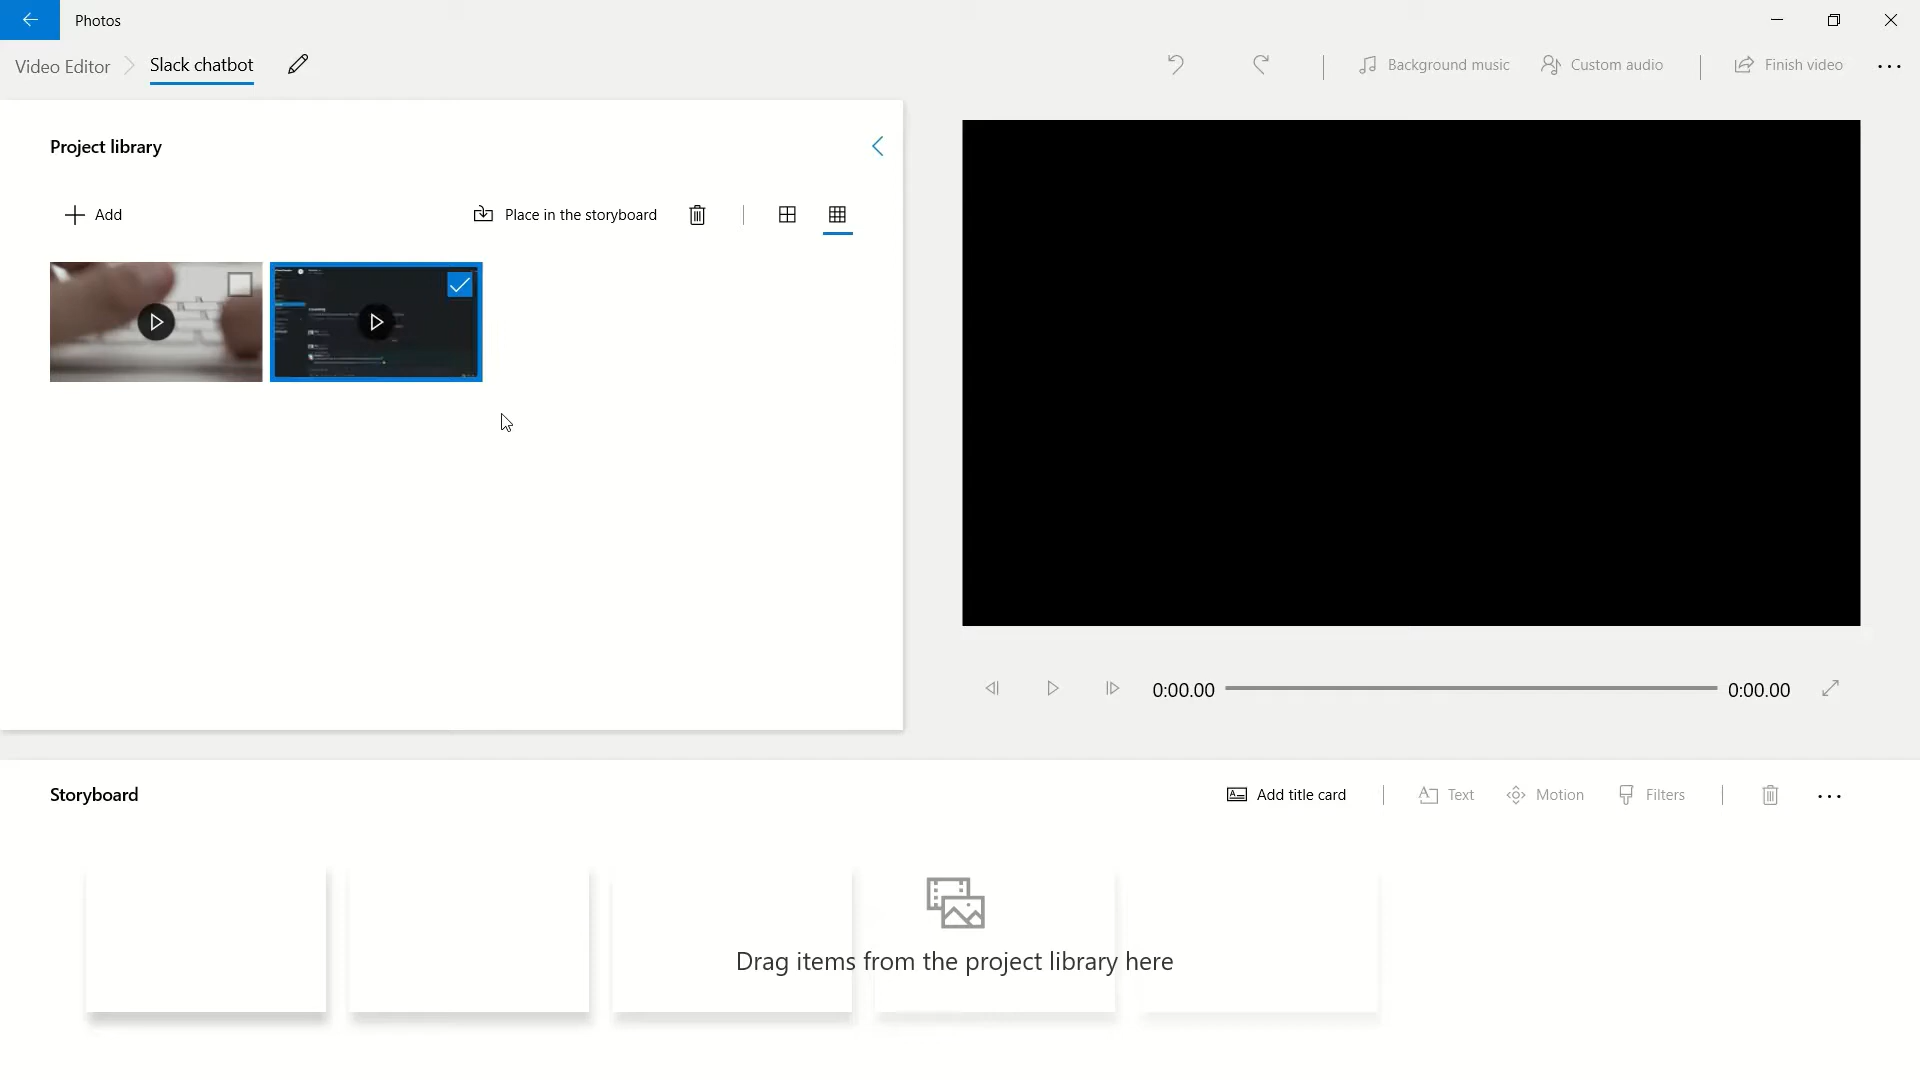 Photos
Video Editor
Slack chatbot
Background music
Custom audio
Finish video
Project library
Add
Place in the storyboard
0:00.00
0:00.00
Storyboard
Add title card
Text
Motion
Filters
Drag items from the project library here